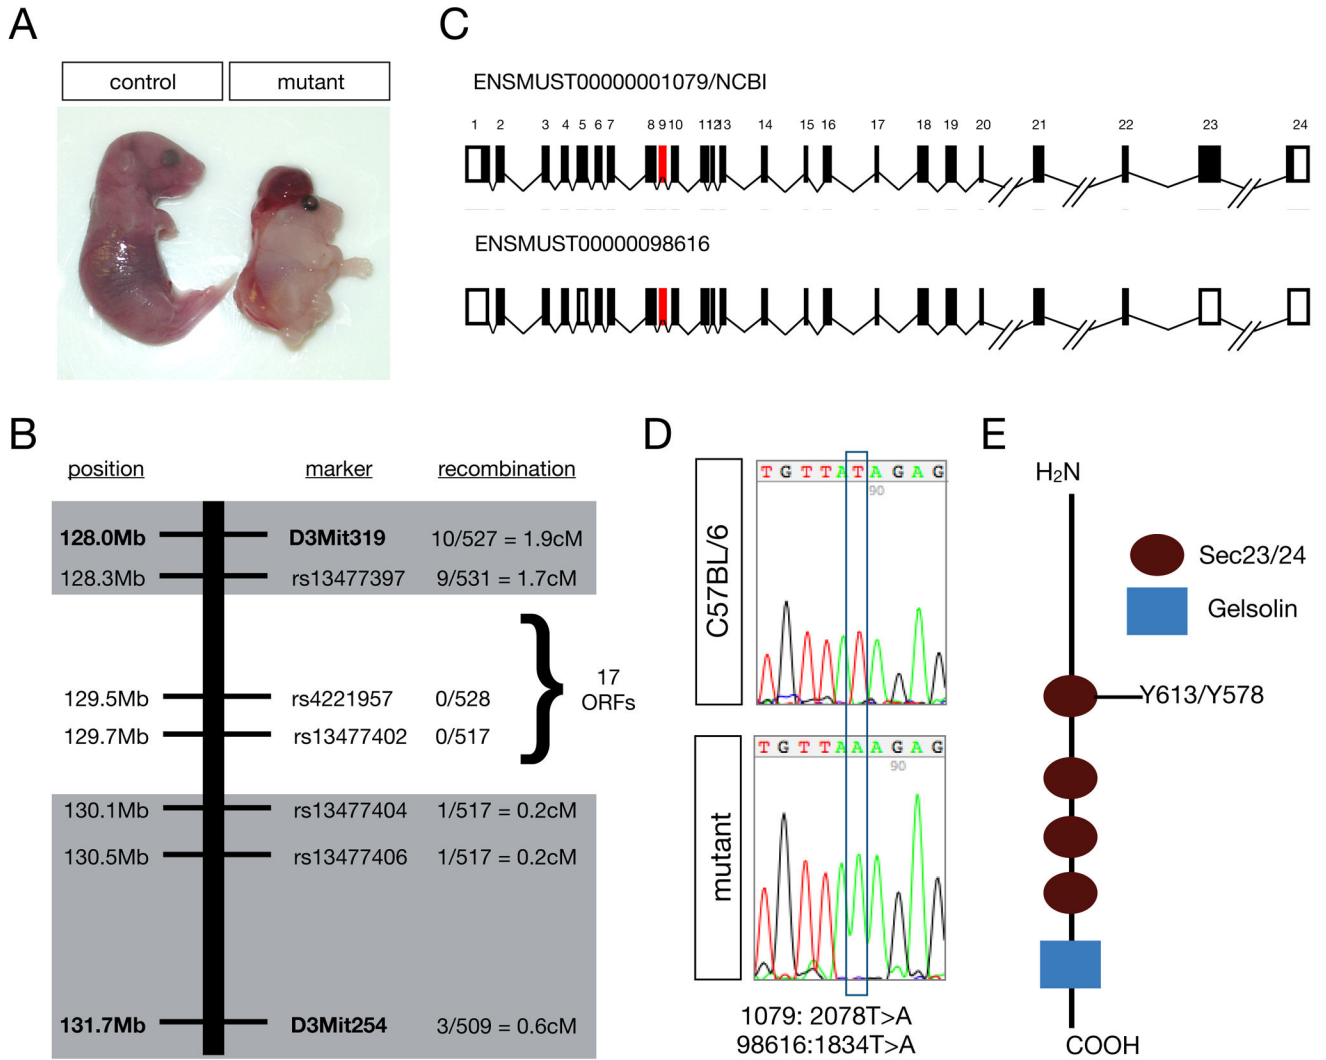 A
control mutant
B
position marker recombination
128.0Mb D3Mit319 10/527 = 1.9cM
128.3Mb rs13477397 9/531 = 1.7cM
129.5Mb rs4221957 0/528
129.7Mb rs13477402 0/517
17
ORFs
130.1Mb rs13477404 1/517 = 0.2cM
130.5Mb rs13477406 1/517 = 0.2cM
131.7Mb D3Mit254 3/509 = 0.6cM
C
ENSMUST00000001079/NCBI
1 2 3 4 5 6 7 8 9 10 11 12 13 14 15 16 17 18 19 20 21 22 23 24
ENSMUST00000098616
D
C57BL/6
T G T T A T A G A G
90
mutant
T G T T A A A G A G
90
1079: 2078T>A
98616:1834T>A
E
H2N
Sec23/24
Gelsolin
Y613/Y578
COOH